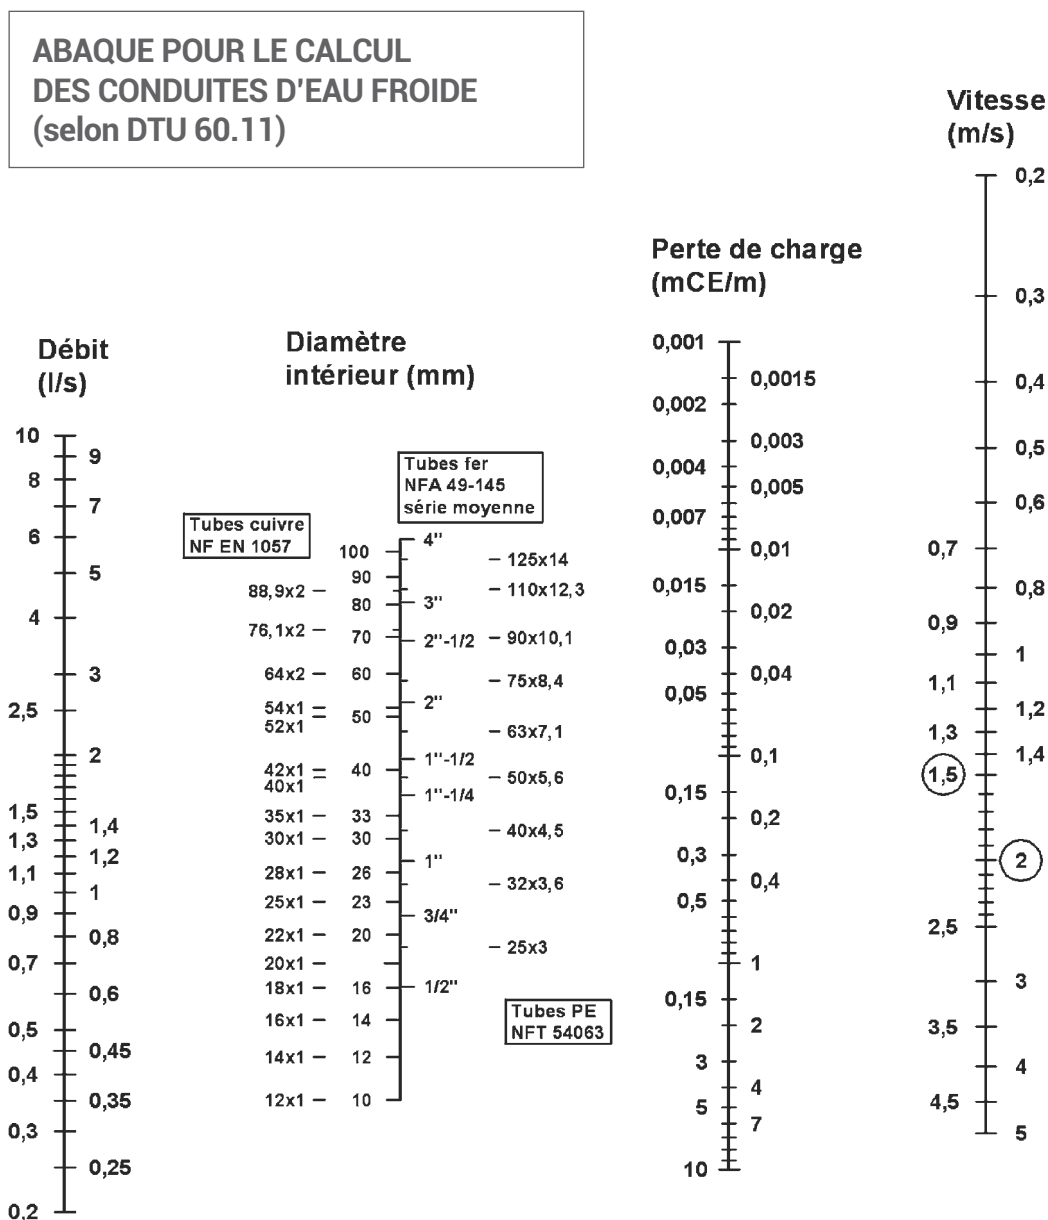 ABAQUE POUR LE CALCUL
DES CONDUITES D'EAU FROIDE
(selon DTU 60.11)
Débit
(l/s)
10
9
8
7
6
5
4
3
2,5
2
1,5
1,4
1,3
1,2
1,1
1
0,9
0,8
0,7
0,6
0,5
0,45
0,4
0,35
0,3
0,25
0,2
Diamètre
intérieur (mm)
Tubes cuivre
NF EN 1057
88,9x2
76,1x2
64x2
54x1
52x1
42x1
40x1
35x1
30x1
28x1
25x1
22x1
20x1
18x1
16x1
14x1
12x1
100
90
80
70
60
50
40
33
30
26
23
20
16
14
12
10
Tubes fer
NFA 49-145
série moyenne
4"
3"
2"-1/2
2"
1"-1/2
1"-1/4
1"
3/4"
1/2"
125x14
110x12,3
90x10,1
75x8,4
63x7,1
50x5,6
40x4,5
32x3,6
25x3
Tubes PE
NFT 54063
Perte de charge
(mCE/m)
0,001
0,0015
0,002
0,003
0,004
0,005
0,007
0,01
0,015
0,02
0,03
0,04
0,05
0,1
0,15
0,2
0,3
0,4
0,5
1
0,15
2
3
4
5
7
10
Vitesse
(m/s)
0,2
0,3
0,4
0,5
0,6
0,7
0,8
0,9
1
1,1
1,2
1,3
1,4
1,5
2
2,5
3
3,5
4
4,5
5